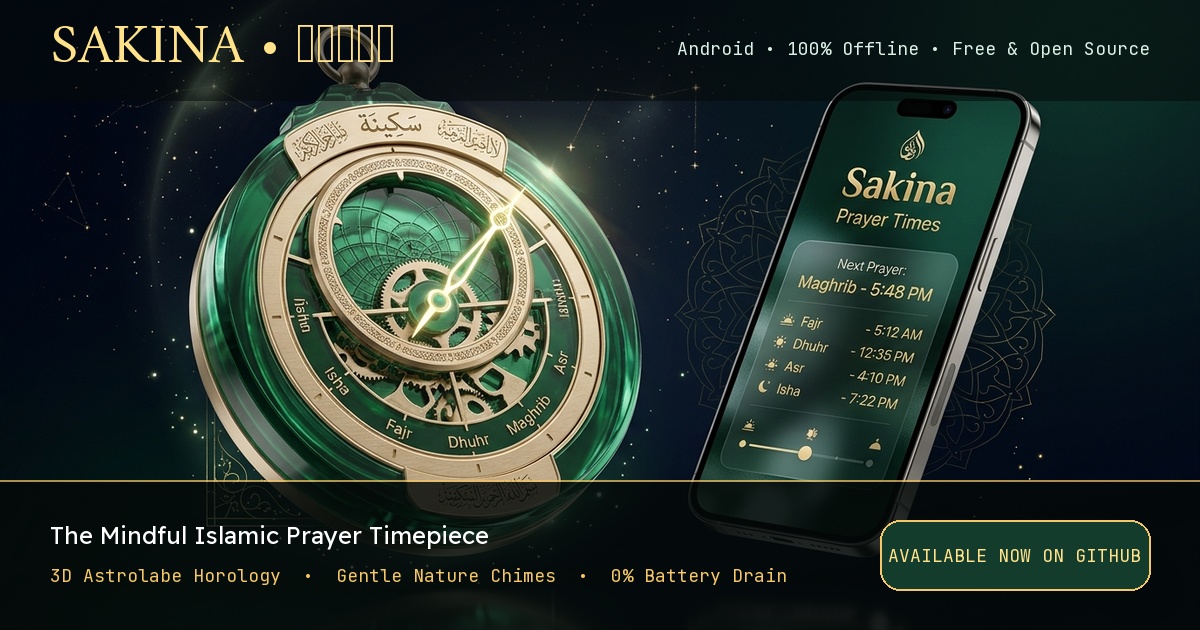 SAKINA •
Android • 100% Offline • Free & Open Source
سَكِينَة
Isha
Fajr
Dhuhr
Maghrib
Asr
Sakina
Prayer Times
Next Prayer:
Maghrib - 5:48 PM
Fajr - 5:12 AM
Dhuhr - 12:35 PM
Asr - 4:10 PM
Isha - 7:22 PM
The Mindful Islamic Prayer Timepiece
3D Astrolabe Horology • Gentle Nature Chimes • 0% Battery Drain
AVAILABLE NOW ON GITHUB